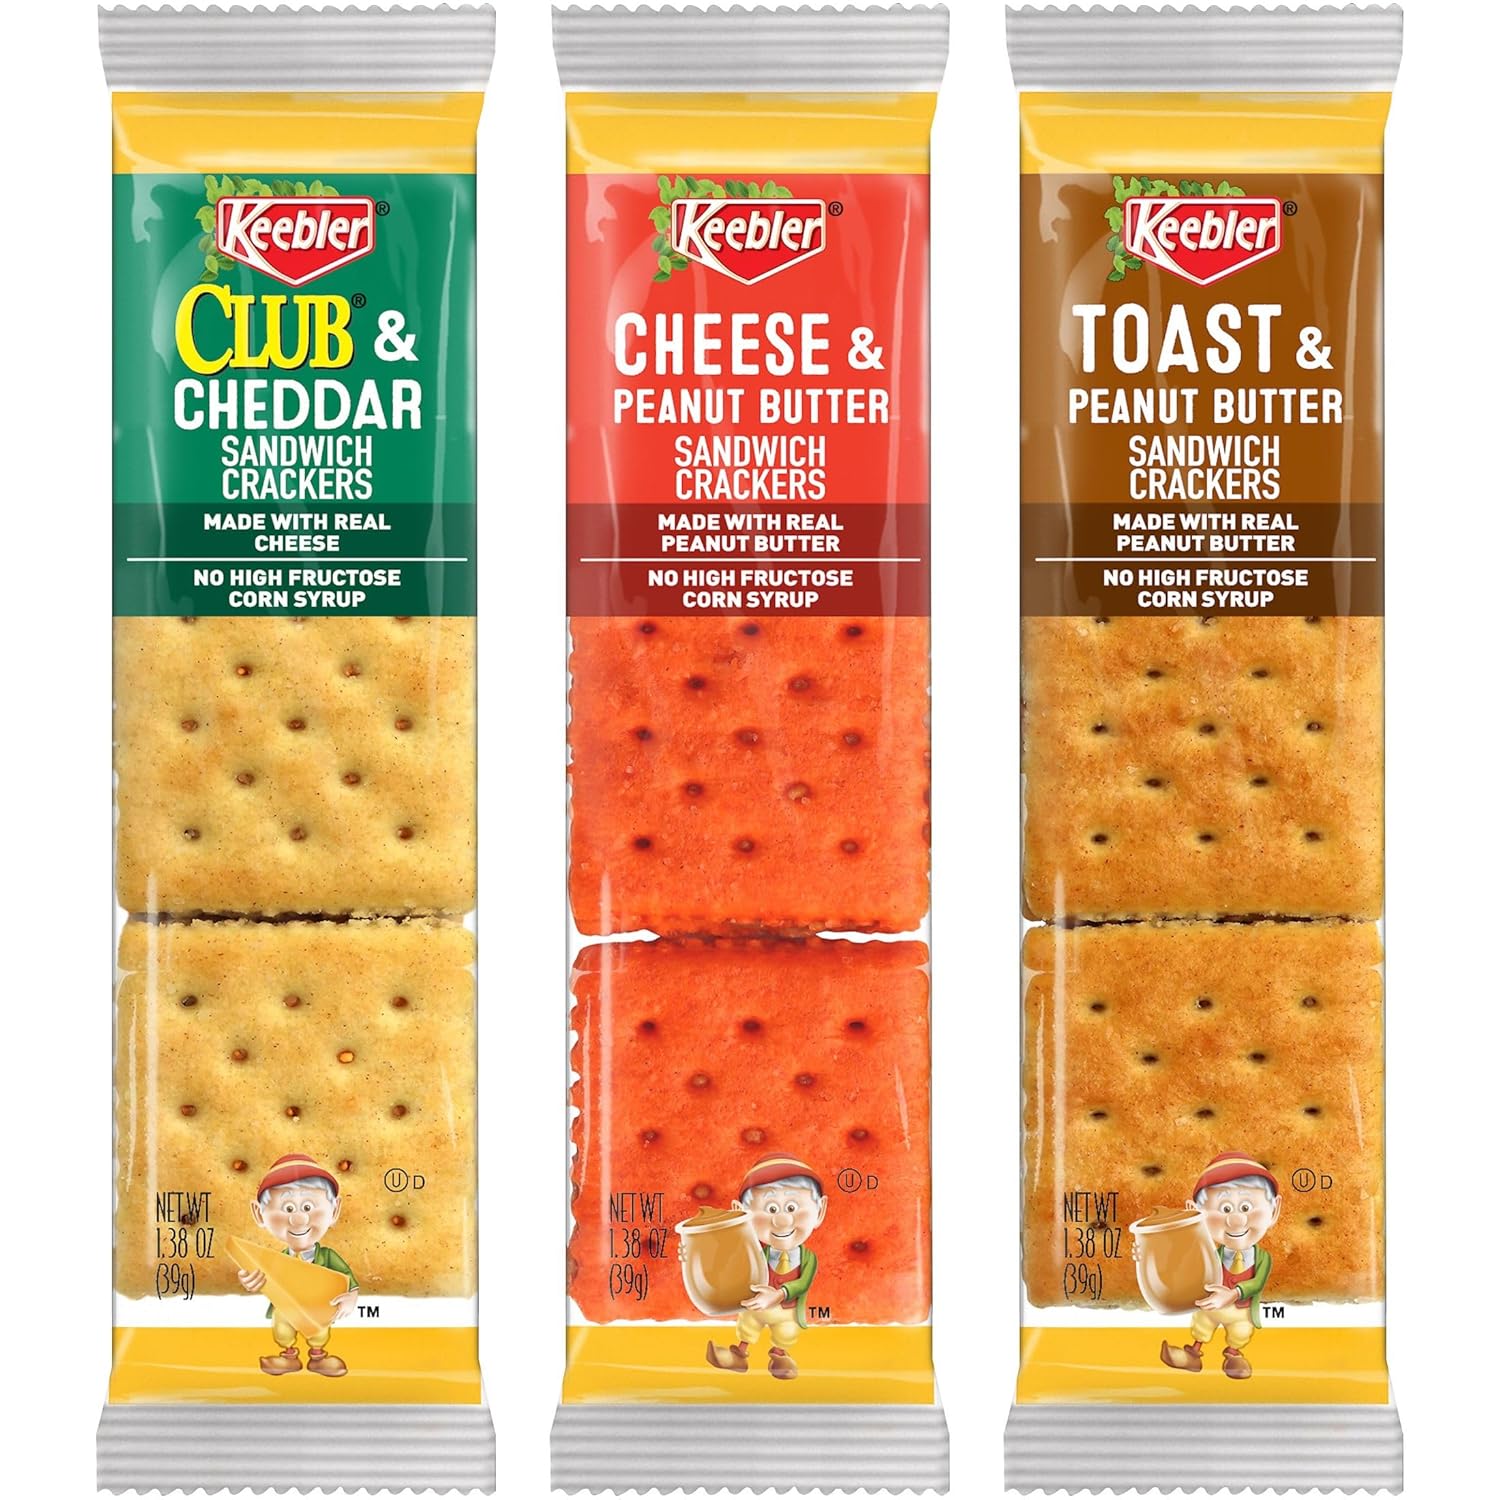 Keebler®
CLUB® &
CHEDDAR
SANDWICH
CRACKERS
MADE WITH REAL
CHEESE
NO HIGH FRUCTOSE
CORN SYRUP
U D
NET WT
1.38 OZ
(39g)
TM
Keebler®
CHEESE &
PEANUT BUTTER
SANDWICH
CRACKERS
MADE WITH REAL
PEANUT BUTTER
NO HIGH FRUCTOSE
CORN SYRUP
U D
NET WT
1.38 OZ
(39g)
TM
Keebler®
TOAST &
PEANUT BUTTER
SANDWICH
CRACKERS
MADE WITH REAL
PEANUT BUTTER
NO HIGH FRUCTOSE
CORN SYRUP
U D
NET WT
1.38 OZ
(39g)
TM